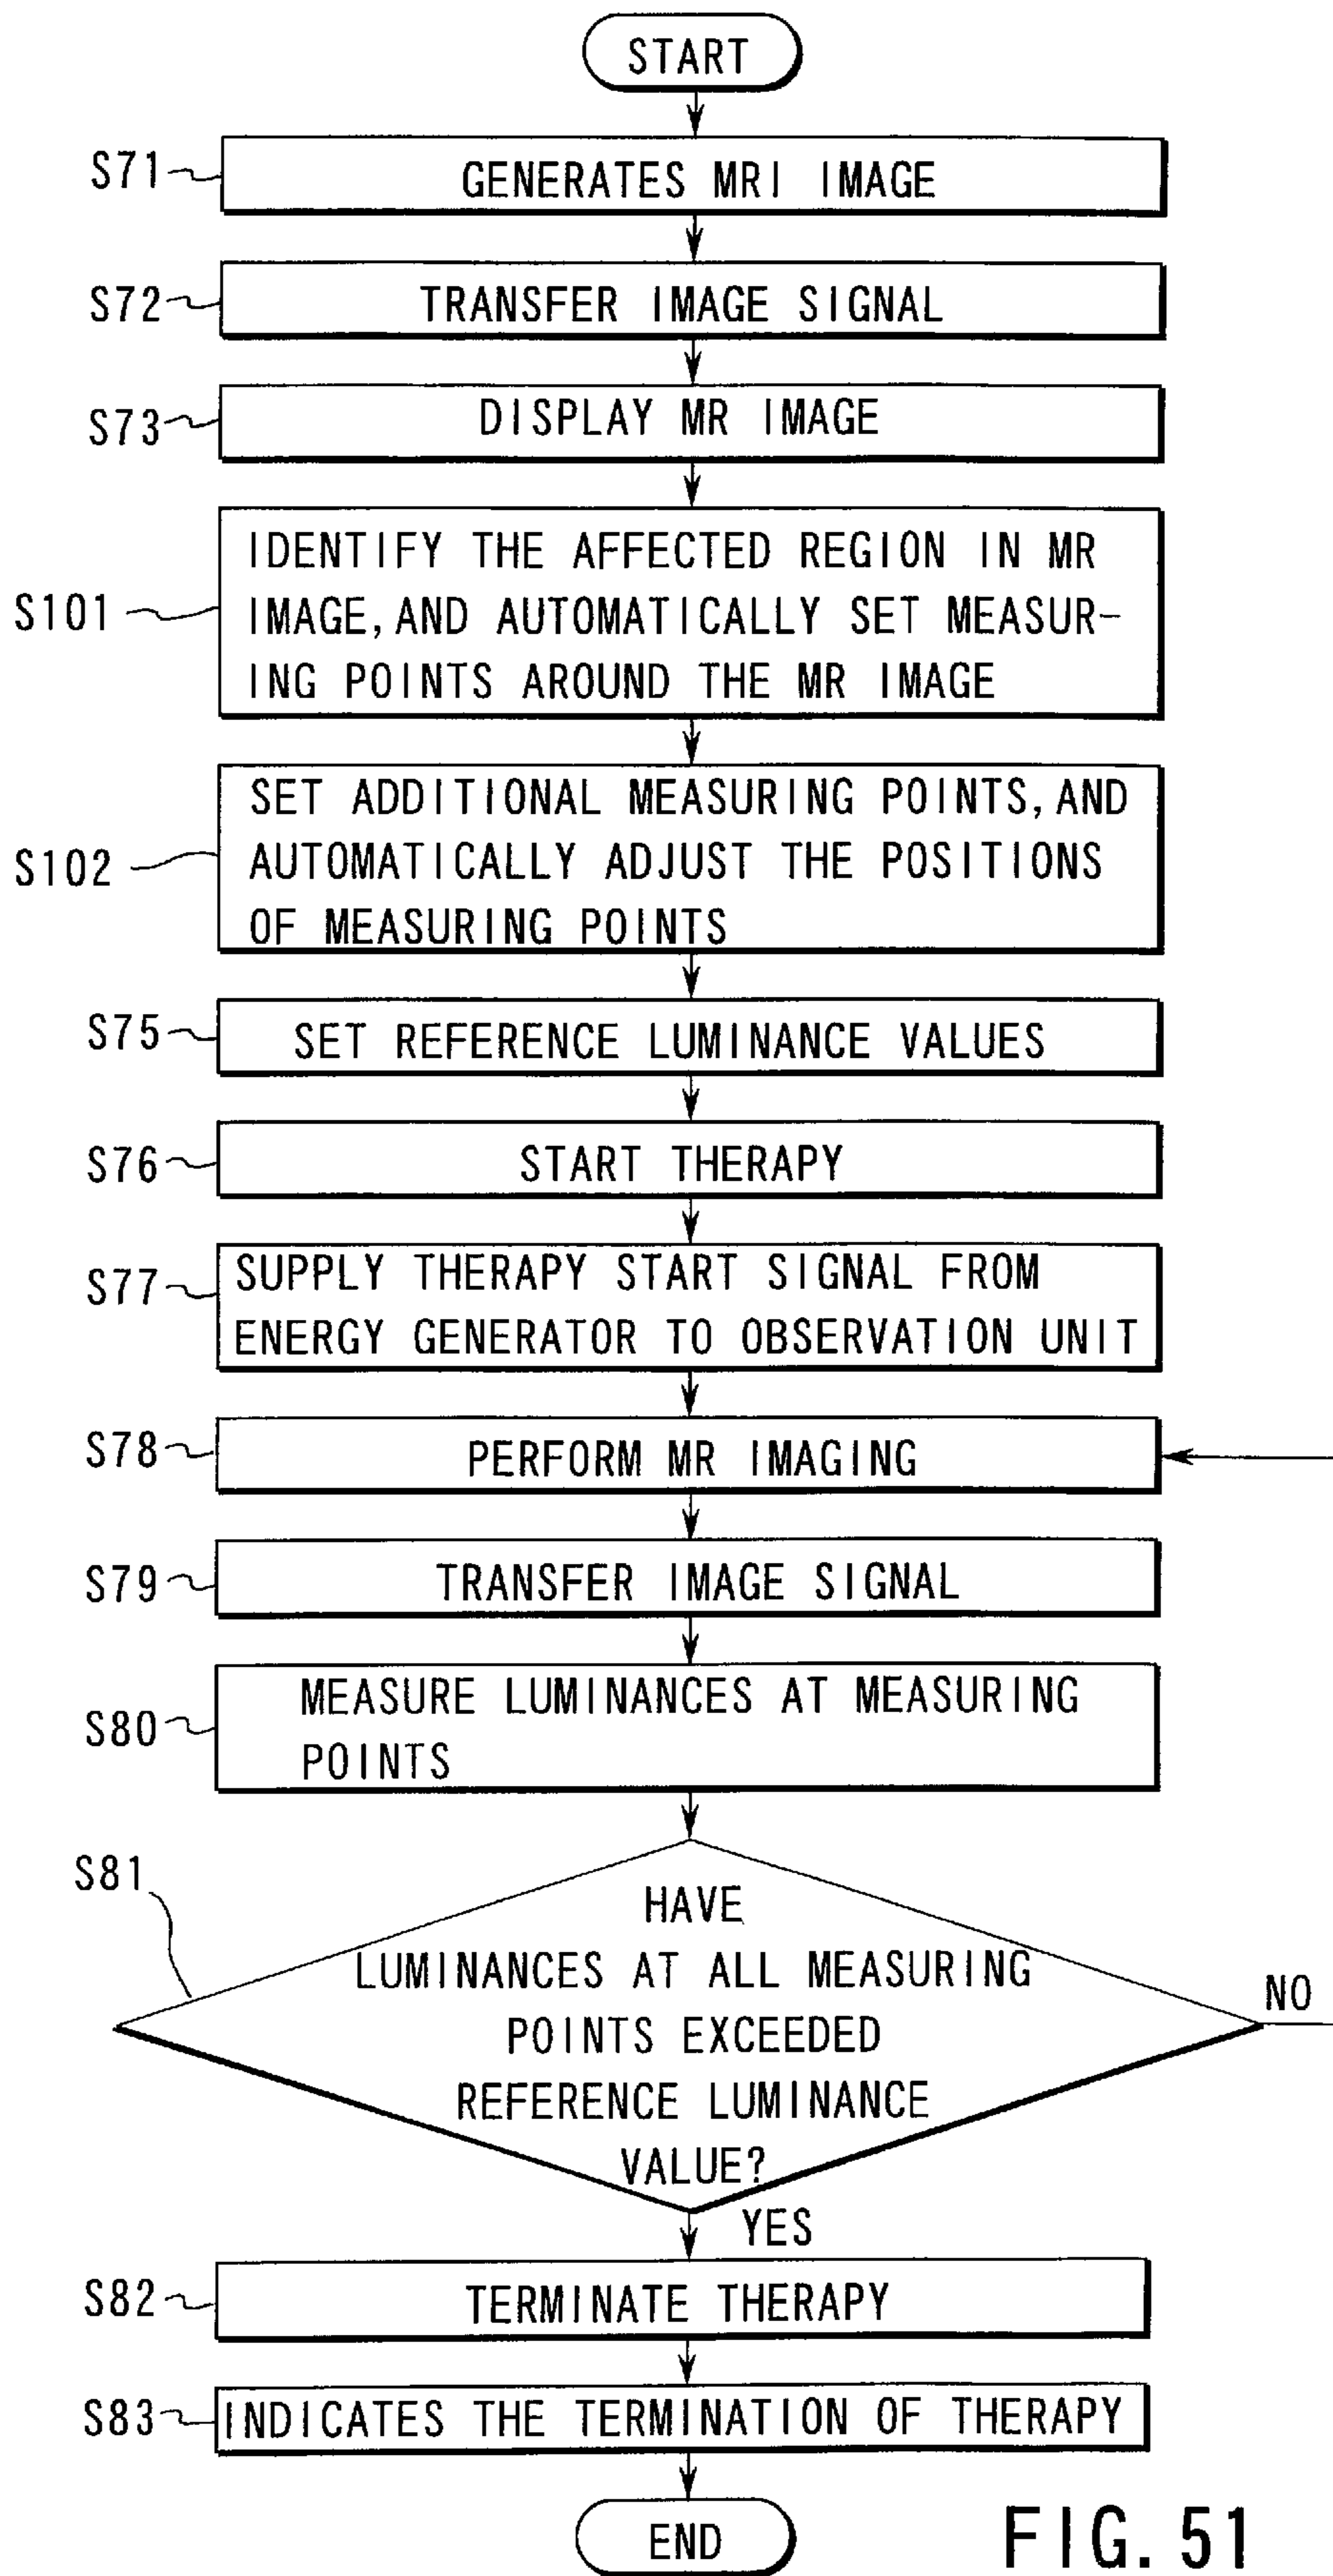 START
S71
GENERATES MRI IMAGE
S72
TRANSFER IMAGE SIGNAL
S73
DISPLAY MR IMAGE
S101
IDENTIFY THE AFFECTED REGION IN MR
IMAGE, AND AUTOMATICALLY SET MEASUR-
ING POINTS AROUND THE MR IMAGE
S102
SET ADDITIONAL MEASURING POINTS, AND
AUTOMATICALLY ADJUST THE POSITIONS
OF MEASURING POINTS
S75
SET REFERENCE LUMINANCE VALUES
S76
START THERAPY
S77
SUPPLY THERAPY START SIGNAL FROM
ENERGY GENERATOR TO OBSERVATION UNIT
S78
PERFORM MR IMAGING
S79
TRANSFER IMAGE SIGNAL
S80
MEASURE LUMINANCES AT MEASURING
POINTS
S81
HAVE
LUMINANCES AT ALL MEASURING
POINTS EXCEEDED
REFERENCE LUMINANCE
VALUE?
NO
YES
S82
TERMINATE THERAPY
S83
INDICATES THE TERMINATION OF THERAPY
END
FIG. 51